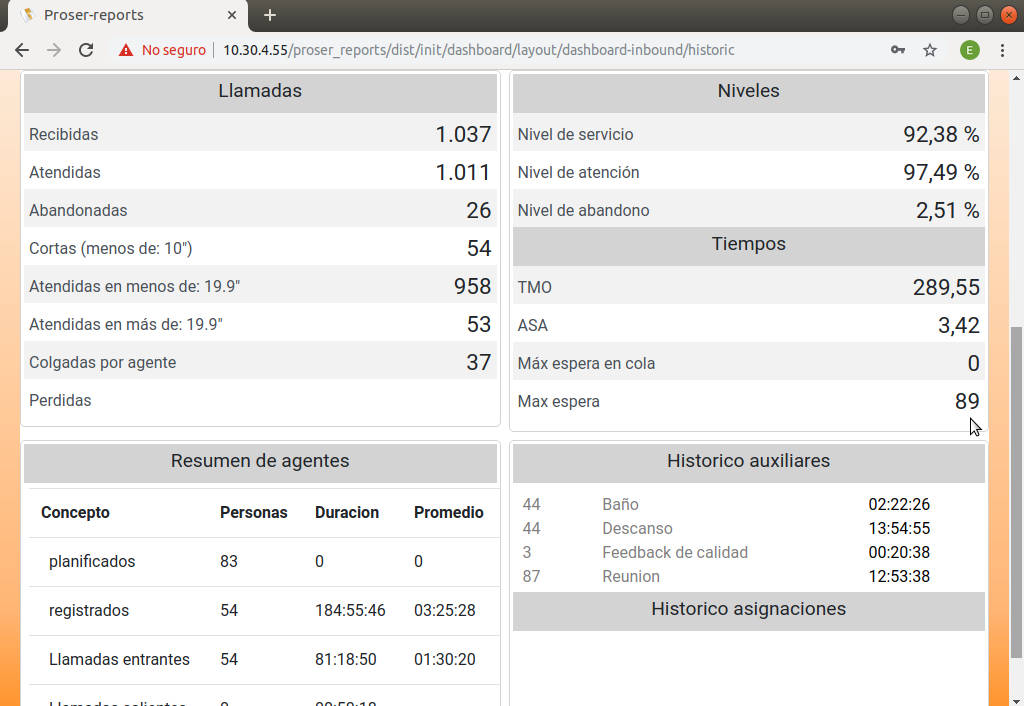 Proser-reports
No seguro
10.30.4.55/proser_reports/dist/init/dashboard/layout/dashboard-inbound/historic
E
Llamadas
Recibidas 1.037
Atendidas 1.011
Abandonadas 26
Cortas (menos de: 10") 54
Atendidas en menos de: 19.9" 958
Atendidas en más de: 19.9" 53
Colgadas por agente 37
Perdidas
Niveles
Nivel de servicio 92,38 %
Nivel de atención 97,49 %
Nivel de abandono 2,51 %
Tiempos
TMO 289,55
ASA 3,42
Máx espera en cola 0
Max espera 89
Resumen de agentes
Concepto Personas Duracion Promedio
planificados 83 0 0
registrados 54 184:55:46 03:25:28
Llamadas entrantes 54 81:18:50 01:30:20
Historico auxiliares
44 Baño 02:22:26
44 Descanso 13:54:55
3 Feedback de calidad 00:20:38
87 Reunion 12:53:38
Historico asignaciones